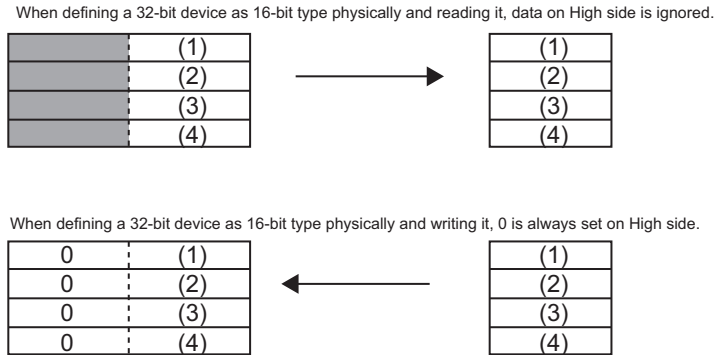 When defining a 32-bit device as 16-bit type physically and reading it, data on High side is ignored.
(1) (1)
(2) (2)
(3) (3)
(4) (4)
When defining a 32-bit device as 16-bit type physically and writing it, 0 is always set on High side.
0 (1) (1)
0 (2) (2)
0 (3) (3)
0 (4) (4)